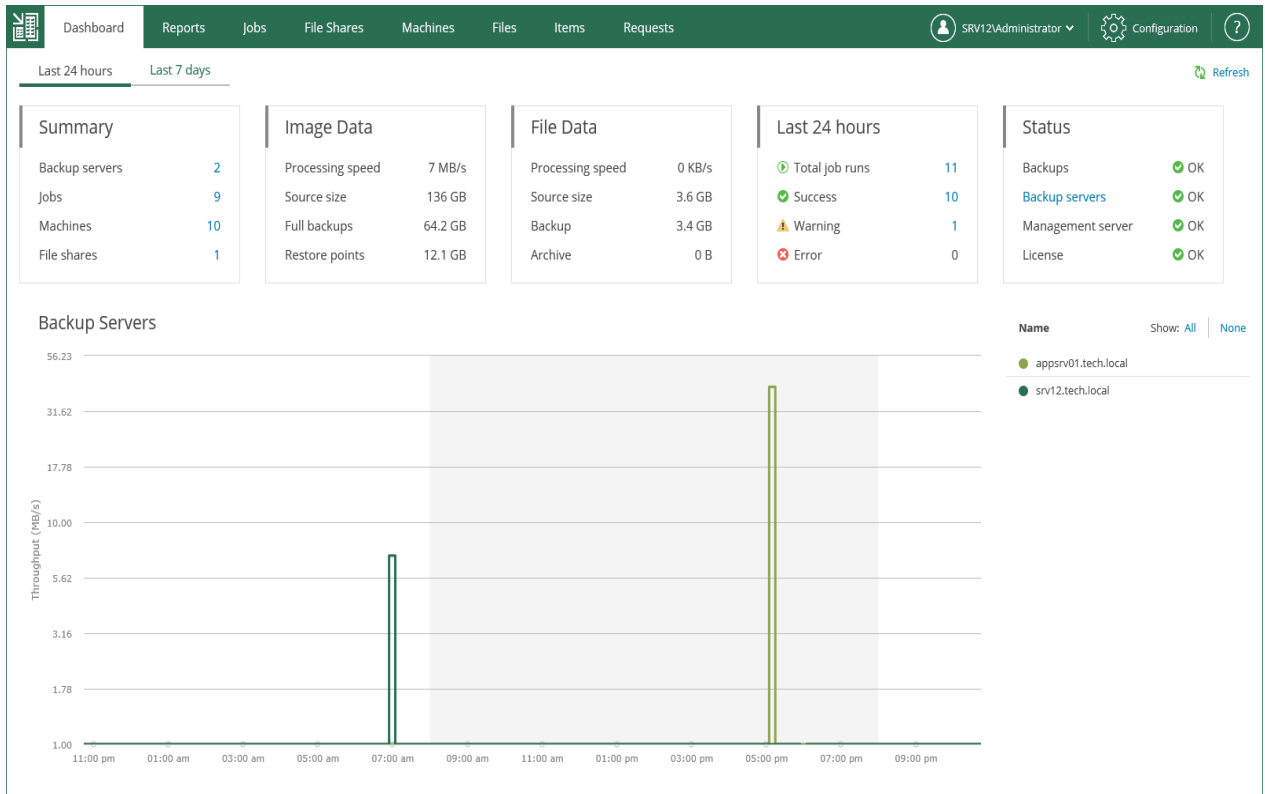 Dashboard Reports Jobs File Shares Machines Files Items Requests SRV12\Administrator Configuration ?
Last 24 hours Last 7 days Refresh
Summary
Backup servers 2
Jobs 9
Machines 10
File shares 1
Image Data
Processing speed 7 MB/s
Source size 136 GB
Full backups 64.2 GB
Restore points 12.1 GB
File Data
Processing speed 0 KB/s
Source size 3.6 GB
Backup 3.4 GB
Archive 0 B
Last 24 hours
Total job runs 11
Success 10
Warning 1
Error 0
Status
Backups OK
Backup servers OK
Management server OK
License OK
Backup Servers
Throughput (MB/s)
56.23
31.62
17.78
10.00
5.62
3.16
1.78
1.00
11:00 pm 01:00 am 03:00 am 05:00 am 07:00 am 09:00 am 11:00 am 01:00 pm 03:00 pm 05:00 pm 07:00 pm 09:00 pm
Name Show: All None
appsrv01.tech.local
srv12.tech.local